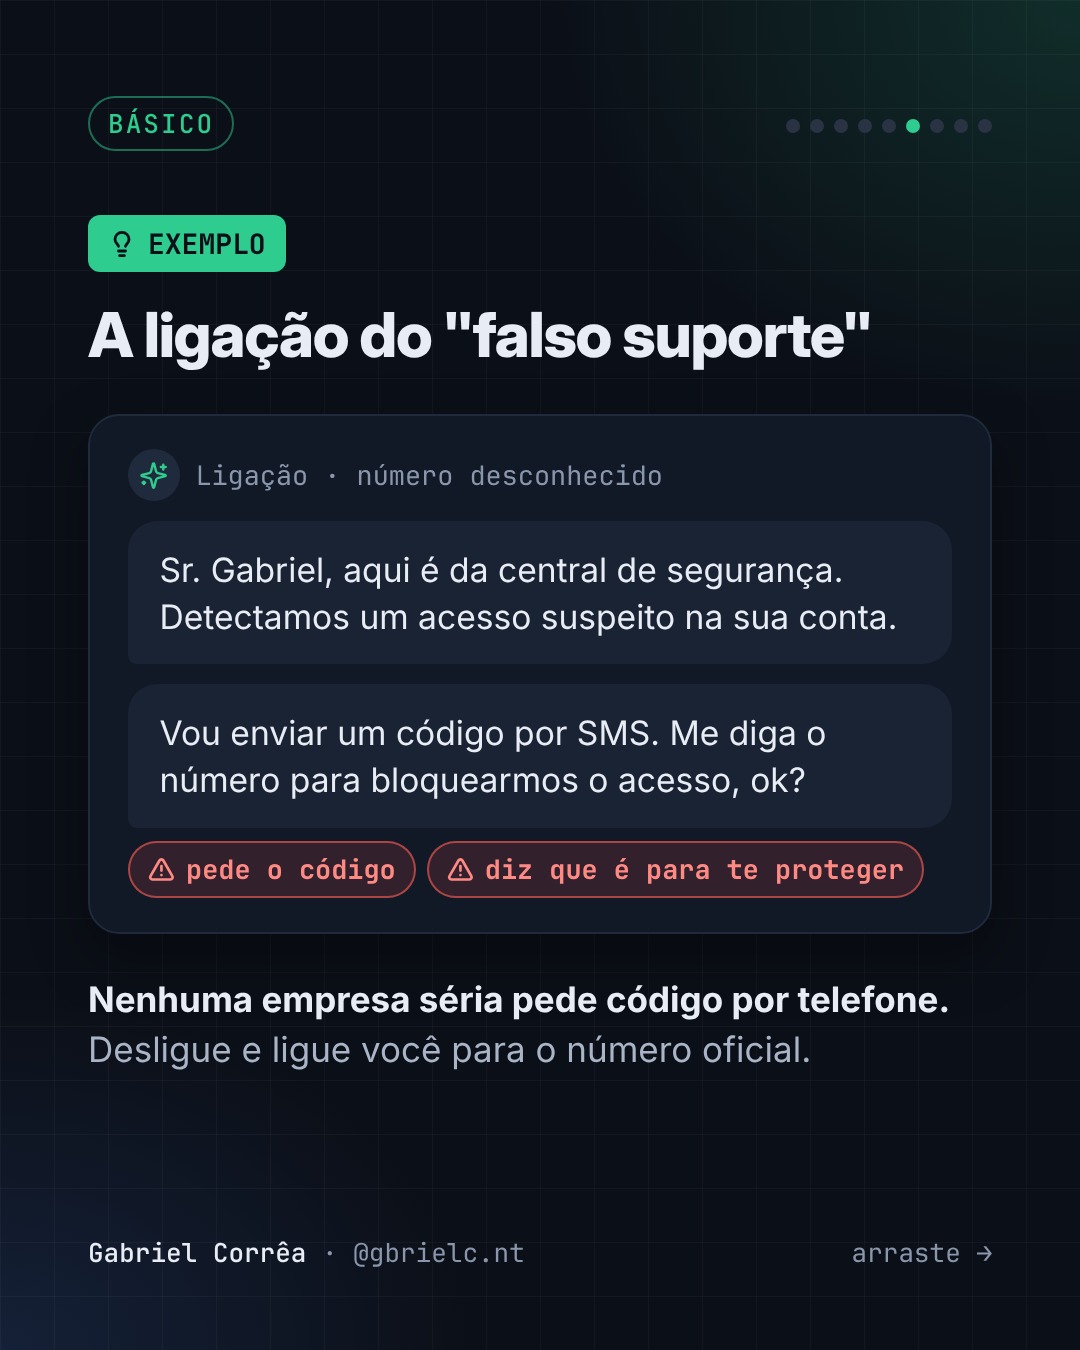 BÁSICO
EXEMPLO
A ligação do "falso suporte"
Ligação · número desconhecido
Sr. Gabriel, aqui é da central de segurança.
Detectamos um acesso suspeito na sua conta.
Vou enviar um código por SMS. Me diga o
número para bloquearmos o acesso, ok?
pede o código
diz que é para te proteger
Nenhuma empresa séria pede código por telefone.
Desligue e ligue você para o número oficial.
Gabriel Corrêa · @gbrielc.nt
arraste →